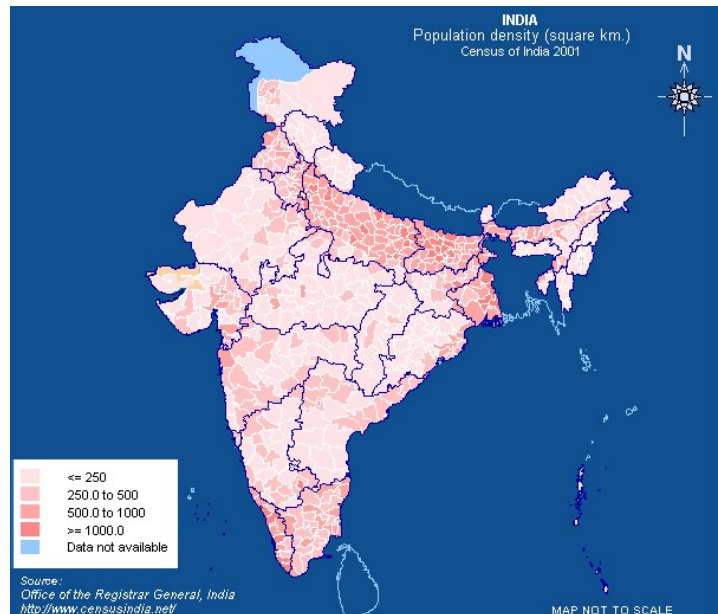 INDIA
Population density (square km.)
Census of India 2001
N
<= 250
250.0 to 500
500.0 to 1000
>= 1000.0
Data not available
Source:
Office of the Registrar General, India
http://www.censusindia.net/
MAP NOT TO SCALE